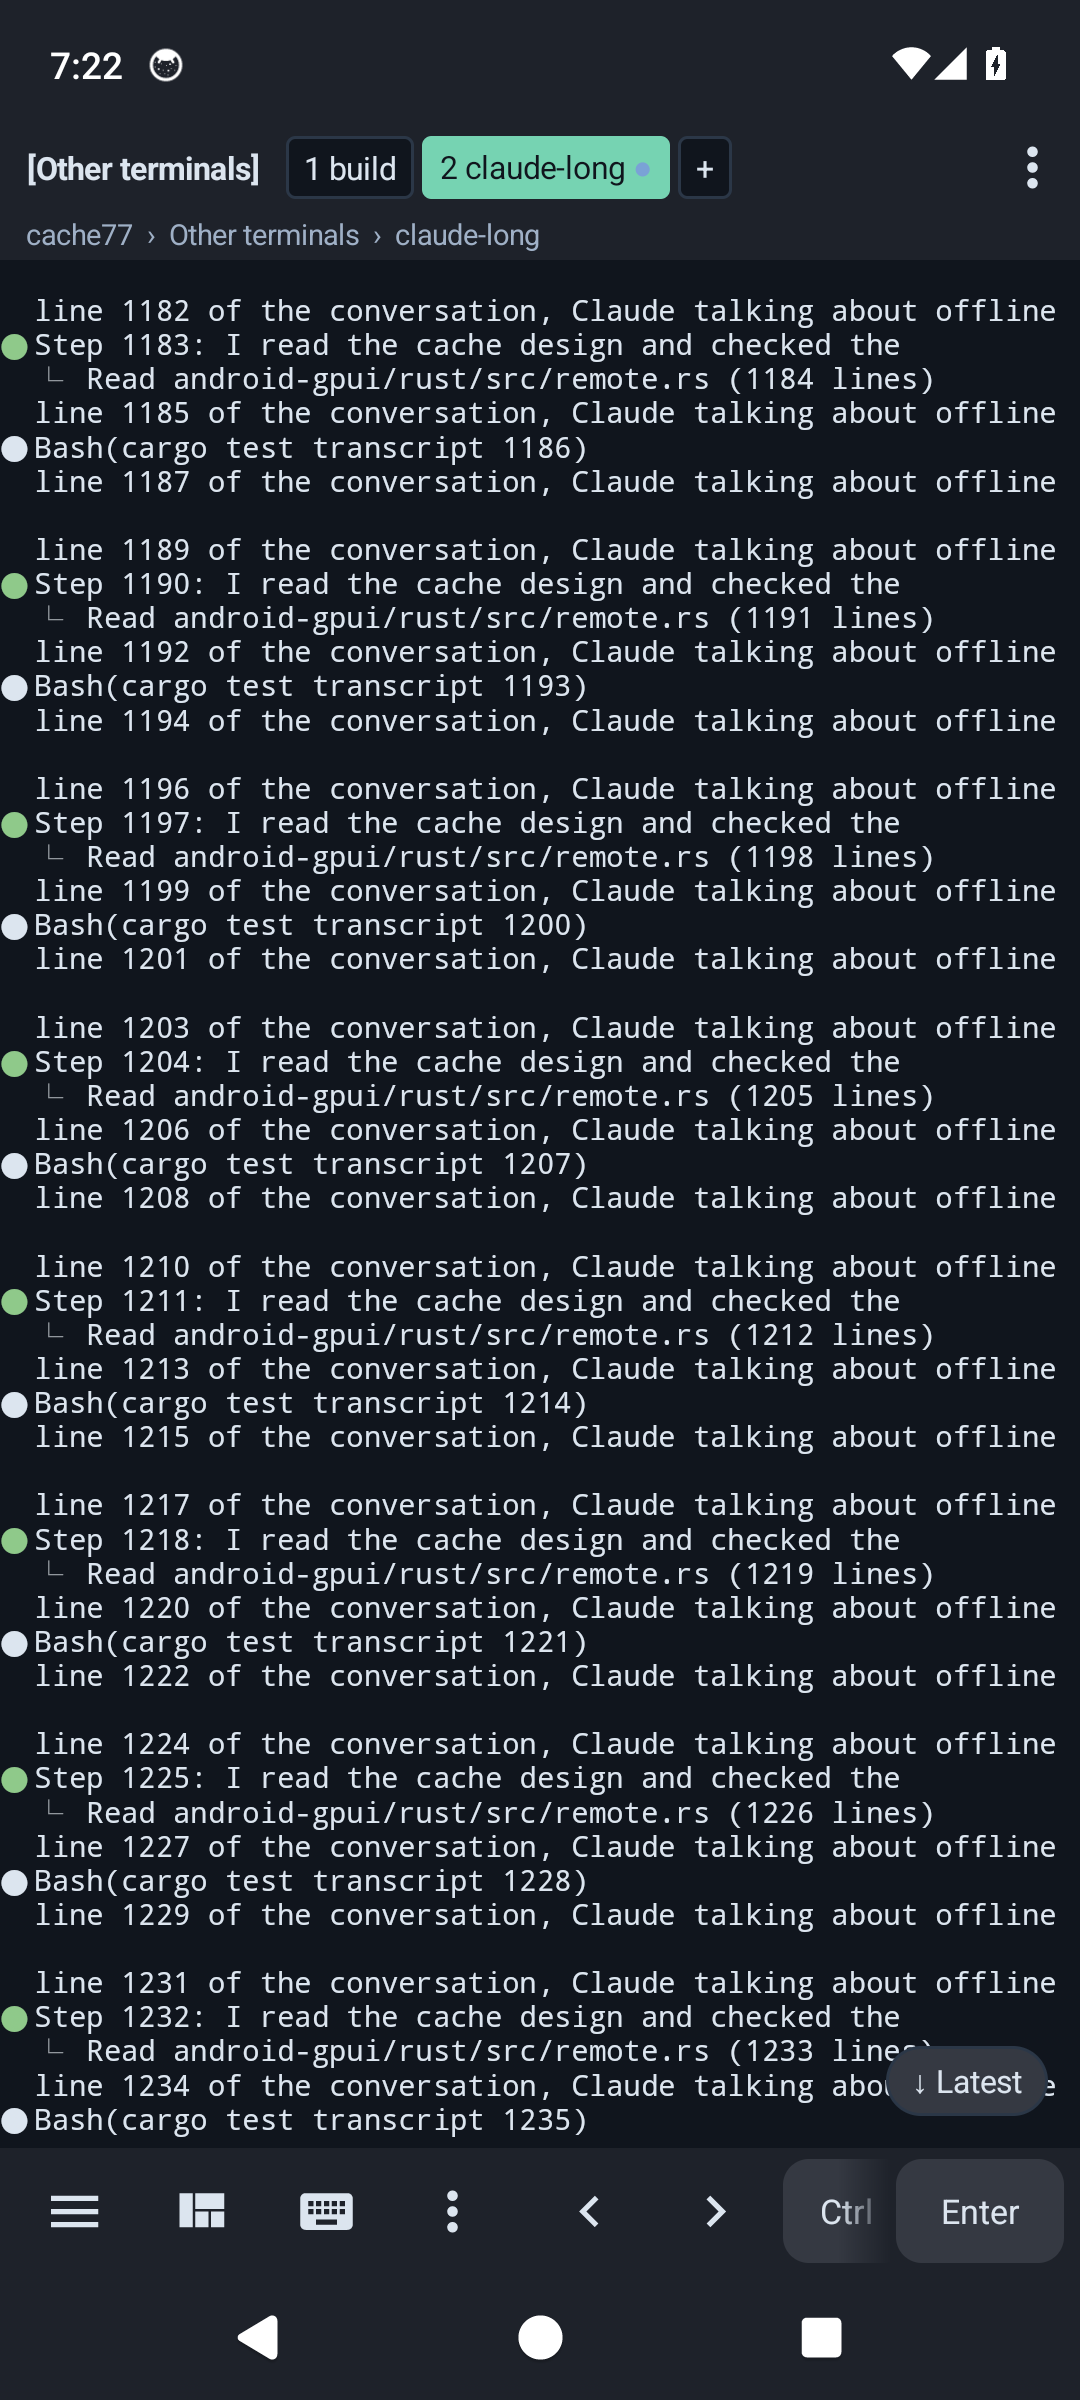 7:22
[Other terminals] 1 build 2 claude-long +
cache77 › Other terminals › claude-long
line 1182 of the conversation, Claude talking about offline
Step 1183: I read the cache design and checked the
└ Read android-gpui/rust/src/remote.rs (1184 lines)
line 1185 of the conversation, Claude talking about offline
Bash(cargo test transcript 1186)
line 1187 of the conversation, Claude talking about offline
line 1189 of the conversation, Claude talking about offline
Step 1190: I read the cache design and checked the
└ Read android-gpui/rust/src/remote.rs (1191 lines)
line 1192 of the conversation, Claude talking about offline
Bash(cargo test transcript 1193)
line 1194 of the conversation, Claude talking about offline
line 1196 of the conversation, Claude talking about offline
Step 1197: I read the cache design and checked the
└ Read android-gpui/rust/src/remote.rs (1198 lines)
line 1199 of the conversation, Claude talking about offline
Bash(cargo test transcript 1200)
line 1201 of the conversation, Claude talking about offline
line 1203 of the conversation, Claude talking about offline
Step 1204: I read the cache design and checked the
└ Read android-gpui/rust/src/remote.rs (1205 lines)
line 1206 of the conversation, Claude talking about offline
Bash(cargo test transcript 1207)
line 1208 of the conversation, Claude talking about offline
line 1210 of the conversation, Claude talking about offline
Step 1211: I read the cache design and checked the
└ Read android-gpui/rust/src/remote.rs (1212 lines)
line 1213 of the conversation, Claude talking about offline
Bash(cargo test transcript 1214)
line 1215 of the conversation, Claude talking about offline
line 1217 of the conversation, Claude talking about offline
Step 1218: I read the cache design and checked the
└ Read android-gpui/rust/src/remote.rs (1219 lines)
line 1220 of the conversation, Claude talking about offline
Bash(cargo test transcript 1221)
line 1222 of the conversation, Claude talking about offline
line 1224 of the conversation, Claude talking about offline
Step 1225: I read the cache design and checked the
└ Read android-gpui/rust/src/remote.rs (1226 lines)
line 1227 of the conversation, Claude talking about offline
Bash(cargo test transcript 1228)
line 1229 of the conversation, Claude talking about offline
line 1231 of the conversation, Claude talking about offline
Step 1232: I read the cache design and checked the
└ Read android-gpui/rust/src/remote.rs (1233 lines)
line 1234 of the conversation, Claude talking
↓ Latest
Bash(cargo test transcript 1235)
Ctrl Enter